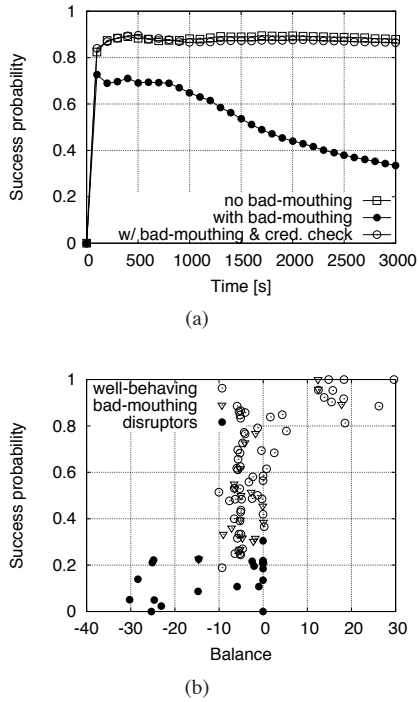 1
0.8
0.6
0.4
0.2
0
Success probability
no bad-mouthing
with bad-mouthing
w/ bad-mouthing & cred. check
0 500 1000 1500 2000 2500 3000
Time [s]
(a)
1
0.8
0.6
0.4
0.2
0
Success probability
well-behaving
bad-mouthing
disruptors
-40 -30 -20 -10 0 10 20 30
Balance
(b)